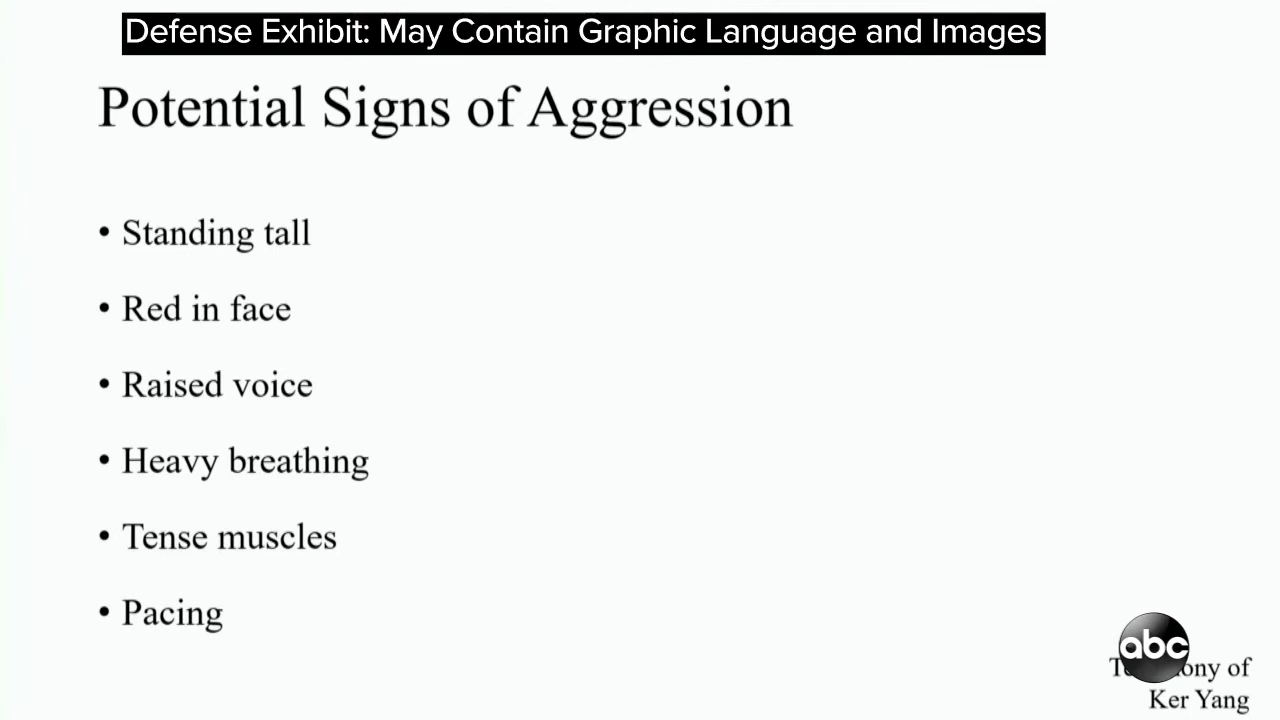 Defense Exhibit: May Contain Graphic Language and Images
Potential Signs of Aggression
• Standing tall
• Red in face
• Raised voice
• Heavy breathing
• Tense muscles
• Pacing
abc
of
Ker Yang